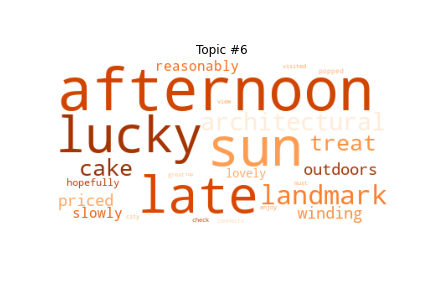 Topic #6
reasonably visited popped
afternoon
view
lucky architectural
sun treat
cake outdoors
lovely
hopefully late most landmark
priced enjoy
slowly city check winding